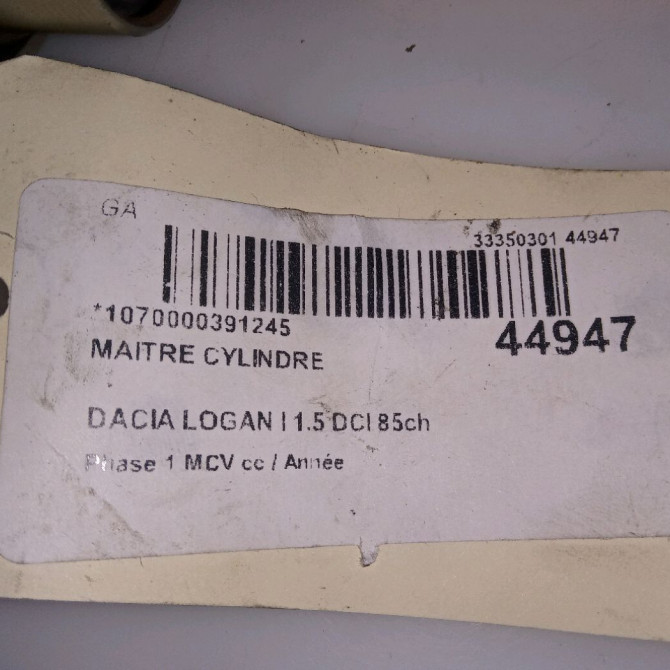 GA
33350301 44947
*1070000391245
44947
MAITRE CYLINDRE
DACIA LOGAN I 1.5 DCI 85ch
Phase 1 MCV cc / Année